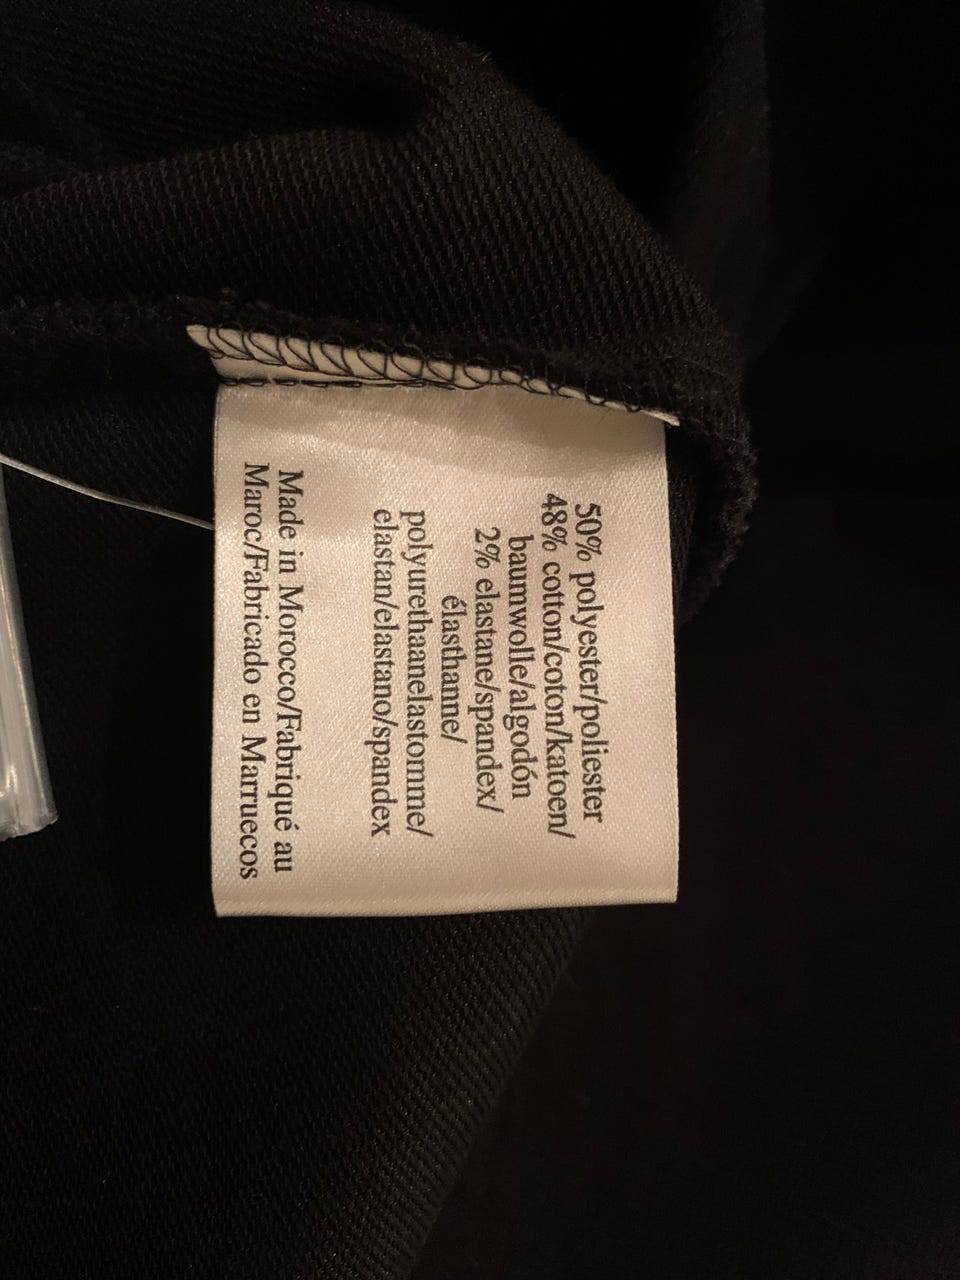 50% polyester/poliester
48% cotton/coton/katoen/
baumwolle/algodón
2% elastane/spandex/
élasthanne/
polyurethaanelastomme/
elastan/elastano/spandex
Made in Morocco/Fabriqué au
Maroc/Fabricado en Marruecos